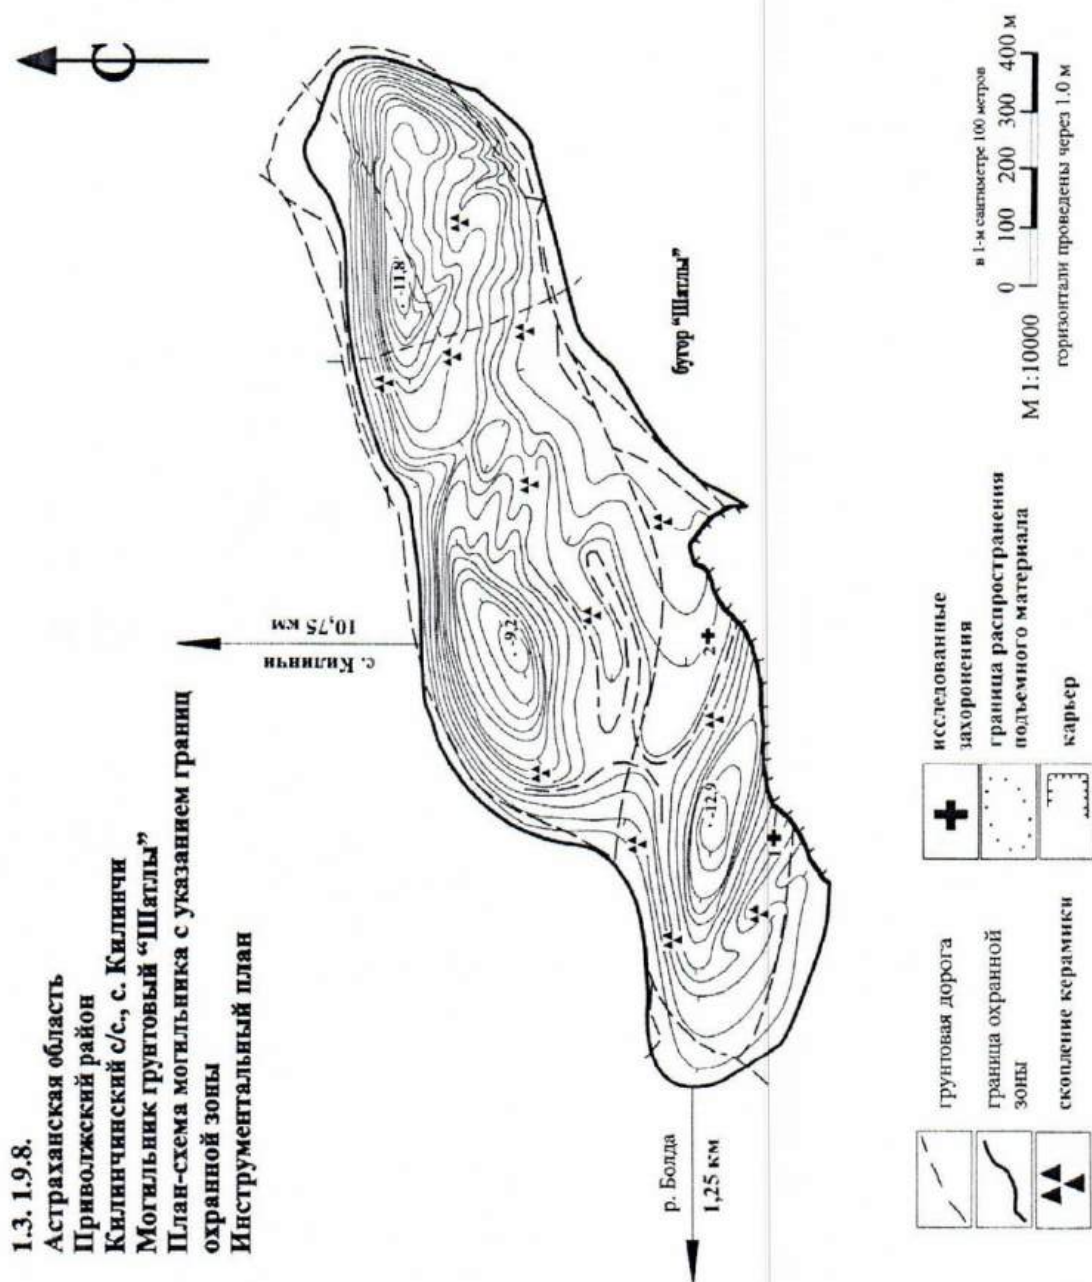 1.3. 1.9.8.
Астраханская область
Приволжский район
Килинчинский с/с., с. Килинчи
Могильник грунтовый “Шатлы”
План-схема могильника с указанием границ
охранной зоны
Инструментальный план
С
с. Килинчи
10,75 км
р. Болда
1,25 км
-11,8
-9,2
-12,9
1
2
бугор “Шатлы”
грунтовая дорога
граница охранной
зоны
скопление керамики
исследованные
захоронения
граница распространения
подъемного материала
карьер
М 1:10000
в 1-м сантиметре 100 метров
0 100 200 300 400 м
горизонтали проведены через 1.0 м